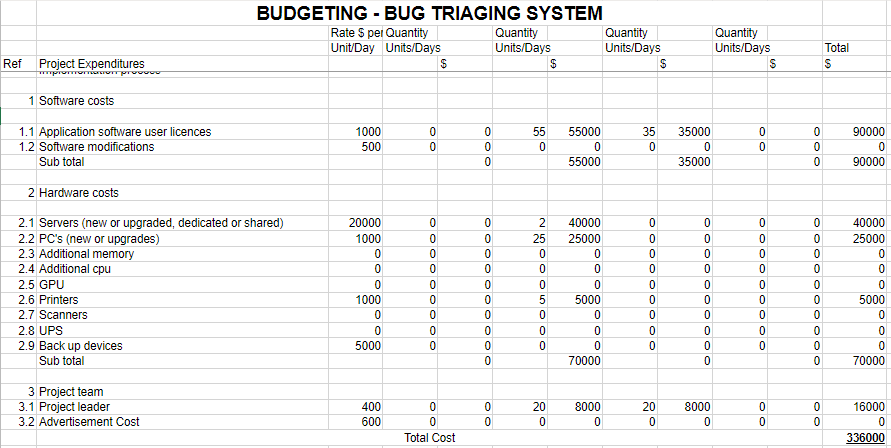 BUDGETING - BUG TRIAGING SYSTEM
Rate $ per Quantity Quantity Quantity Quantity
Unit/Day Units/Days Units/Days Units/Days Units/Days Total
Ref Project Expenditures $ $ $ $ $
1 Software costs
1.1 Application software user licences 1000 0 0 55 55000 35 35000 0 0 90000
1.2 Software modifications 500 0 0 0 0 0 0 0 0 0
Sub total 0 55000 35000 0 90000
2 Hardware costs
2.1 Servers (new or upgraded, dedicated or shared) 20000 0 0 2 40000 0 0 0 0 40000
2.2 PC's (new or upgrades) 1000 0 0 25 25000 0 0 0 0 25000
2.3 Additional memory 0 0 0 0 0 0 0 0 0 0
2.4 Additional cpu 0 0 0 0 0 0 0 0 0 0
2.5 GPU 0 0 0 0 0 0 0 0 0 0
2.6 Printers 1000 0 0 5 5000 0 0 0 0 5000
2.7 Scanners 0 0 0 0 0 0 0 0 0 0
2.8 UPS 0 0 0 0 0 0 0 0 0 0
2.9 Back up devices 5000 0 0 0 0 0 0 0 0 0
Sub total 0 70000 0 0 70000
3 Project team
3.1 Project leader 400 0 0 20 8000 20 8000 0 0 16000
3.2 Advertisement Cost 600 0 0 0 0 0 0 0 0 0
Total Cost 336000